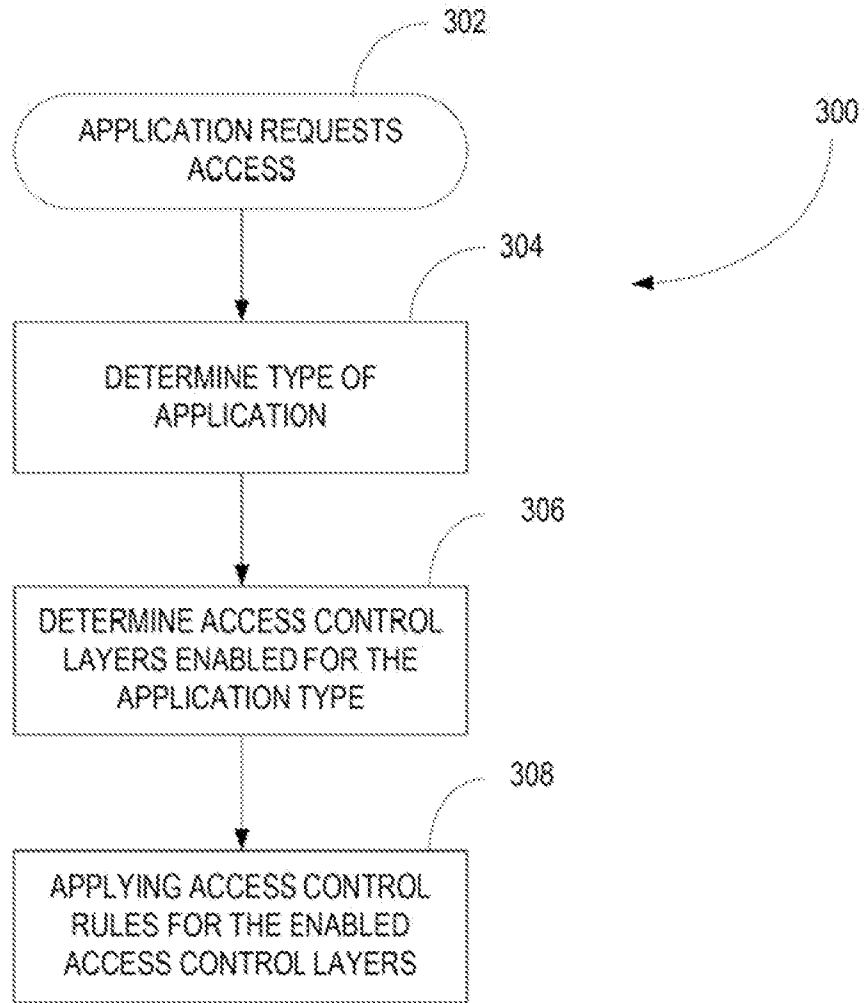 302
APPLICATION REQUESTS
ACCESS
300
304
DETERMINE TYPE OF
APPLICATION
306
DETERMINE ACCESS CONTROL
LAYERS ENABLED FOR THE
APPLICATION TYPE
308
APPLYING ACCESS CONTROL
RULES FOR THE ENABLED
ACCESS CONTROL LAYERS